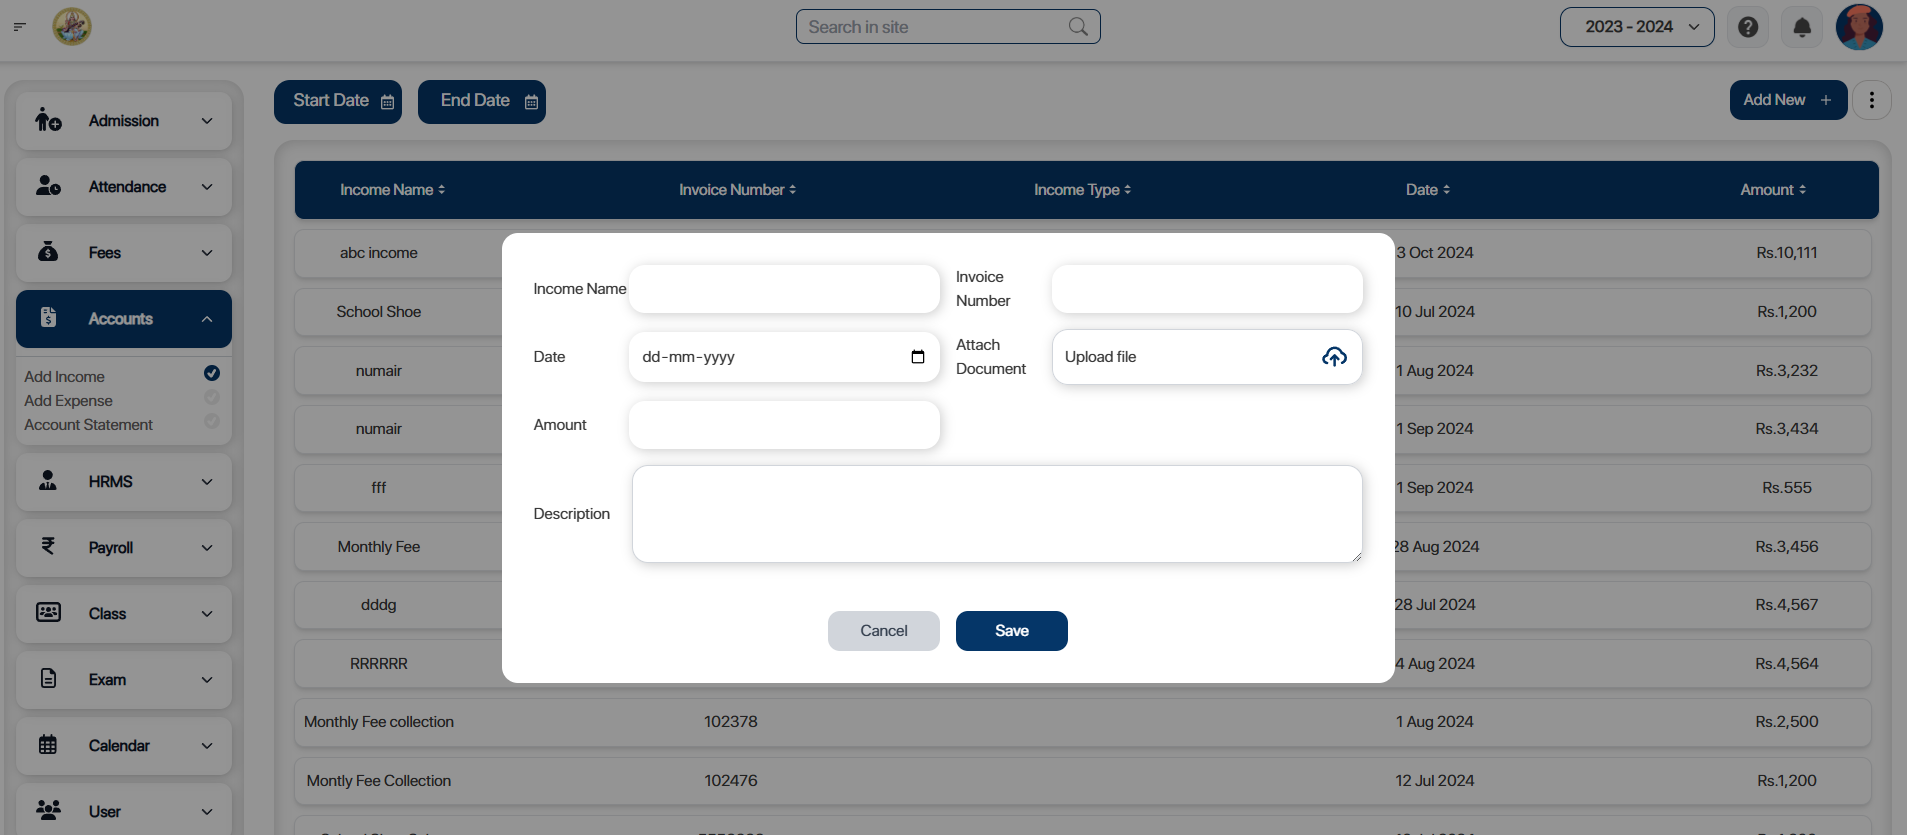 Search in site
2023 - 2024
Admission
Attendance
Fees
Accounts
Add Income
Add Expense
Account Statement
HRMS
Payroll
Class
Exam
Calendar
User
Start Date
End Date
Add New +
Income Name Invoice Number Income Type Date Amount
abc income 3 Oct 2024 Rs.10,111
School Shoe 10 Jul 2024 Rs.1,200
numair 1 Aug 2024 Rs.3,232
numair 1 Sep 2024 Rs.3,434
fff 1 Sep 2024 Rs.555
Monthly Fee 28 Aug 2024 Rs.3,456
dddg 28 Jul 2024 Rs.4,567
RRRRRR 4 Aug 2024 Rs.4,564
Monthly Fee collection 102378 1 Aug 2024 Rs.2,500
Montly Fee Collection 102476 12 Jul 2024 Rs.1,200
Income Name
Invoice
Number
Date
dd-mm-yyyy
Attach
Document
Upload file
Amount
Description
Cancel
Save